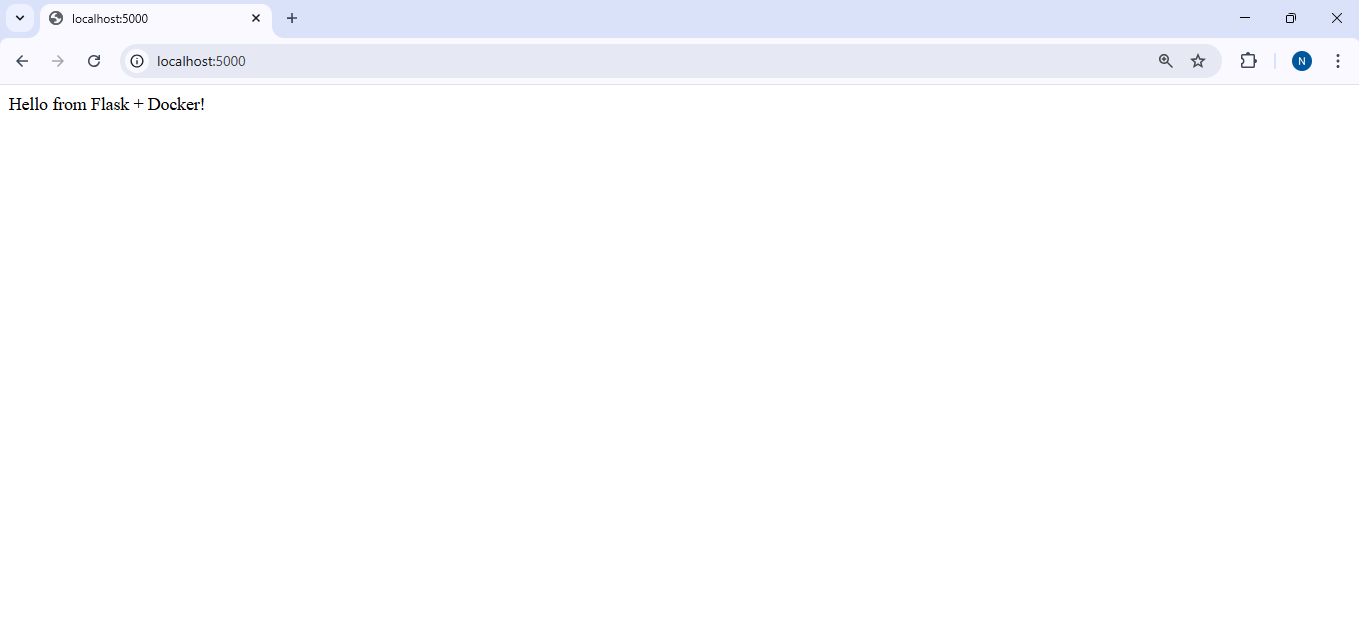 localhost:5000
localhost:5000
N
Hello from Flask + Docker!